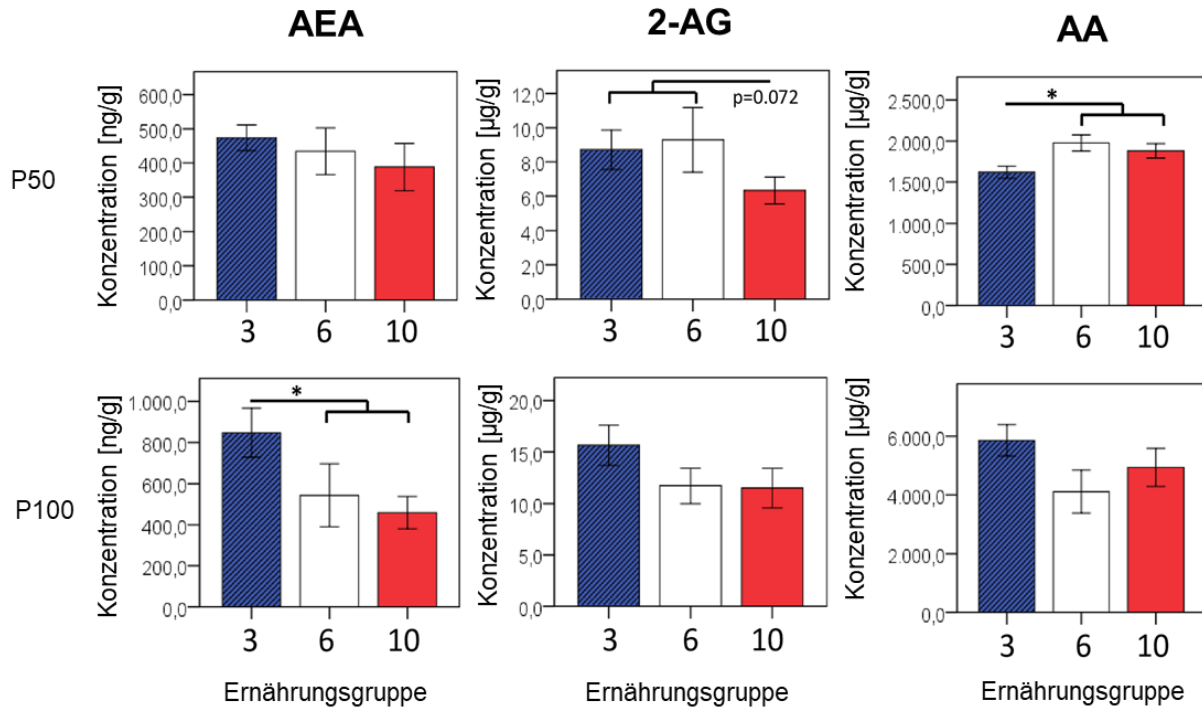 AEA
2-AG
AA
P50
Konzentration [ng/g]
600,0
500,0
400,0
300,0
200,0
100,0
0,0
3 6 10
Konzentration [µg/g]
12,0
10,0
8,0
6,0
4,0
2,0
0,0
p=0.072
3 6 10
Konzentration [µg/g]
2.500,0
2.000,0
1.500,0
1.000,0
500,0
0,0
*
3 6 10
P100
Konzentration [ng/g]
1.000,0
800,0
600,0
400,0
200,0
0,0
*
3 6 10
Ernährungsgruppe
Konzentration [µg/g]
20,0
15,0
10,0
5,0
0,0
3 6 10
Ernährungsgruppe
Konzentration [µg/g]
6.000,0
4.000,0
2.000,0
0,0
3 6 10
Ernährungsgruppe